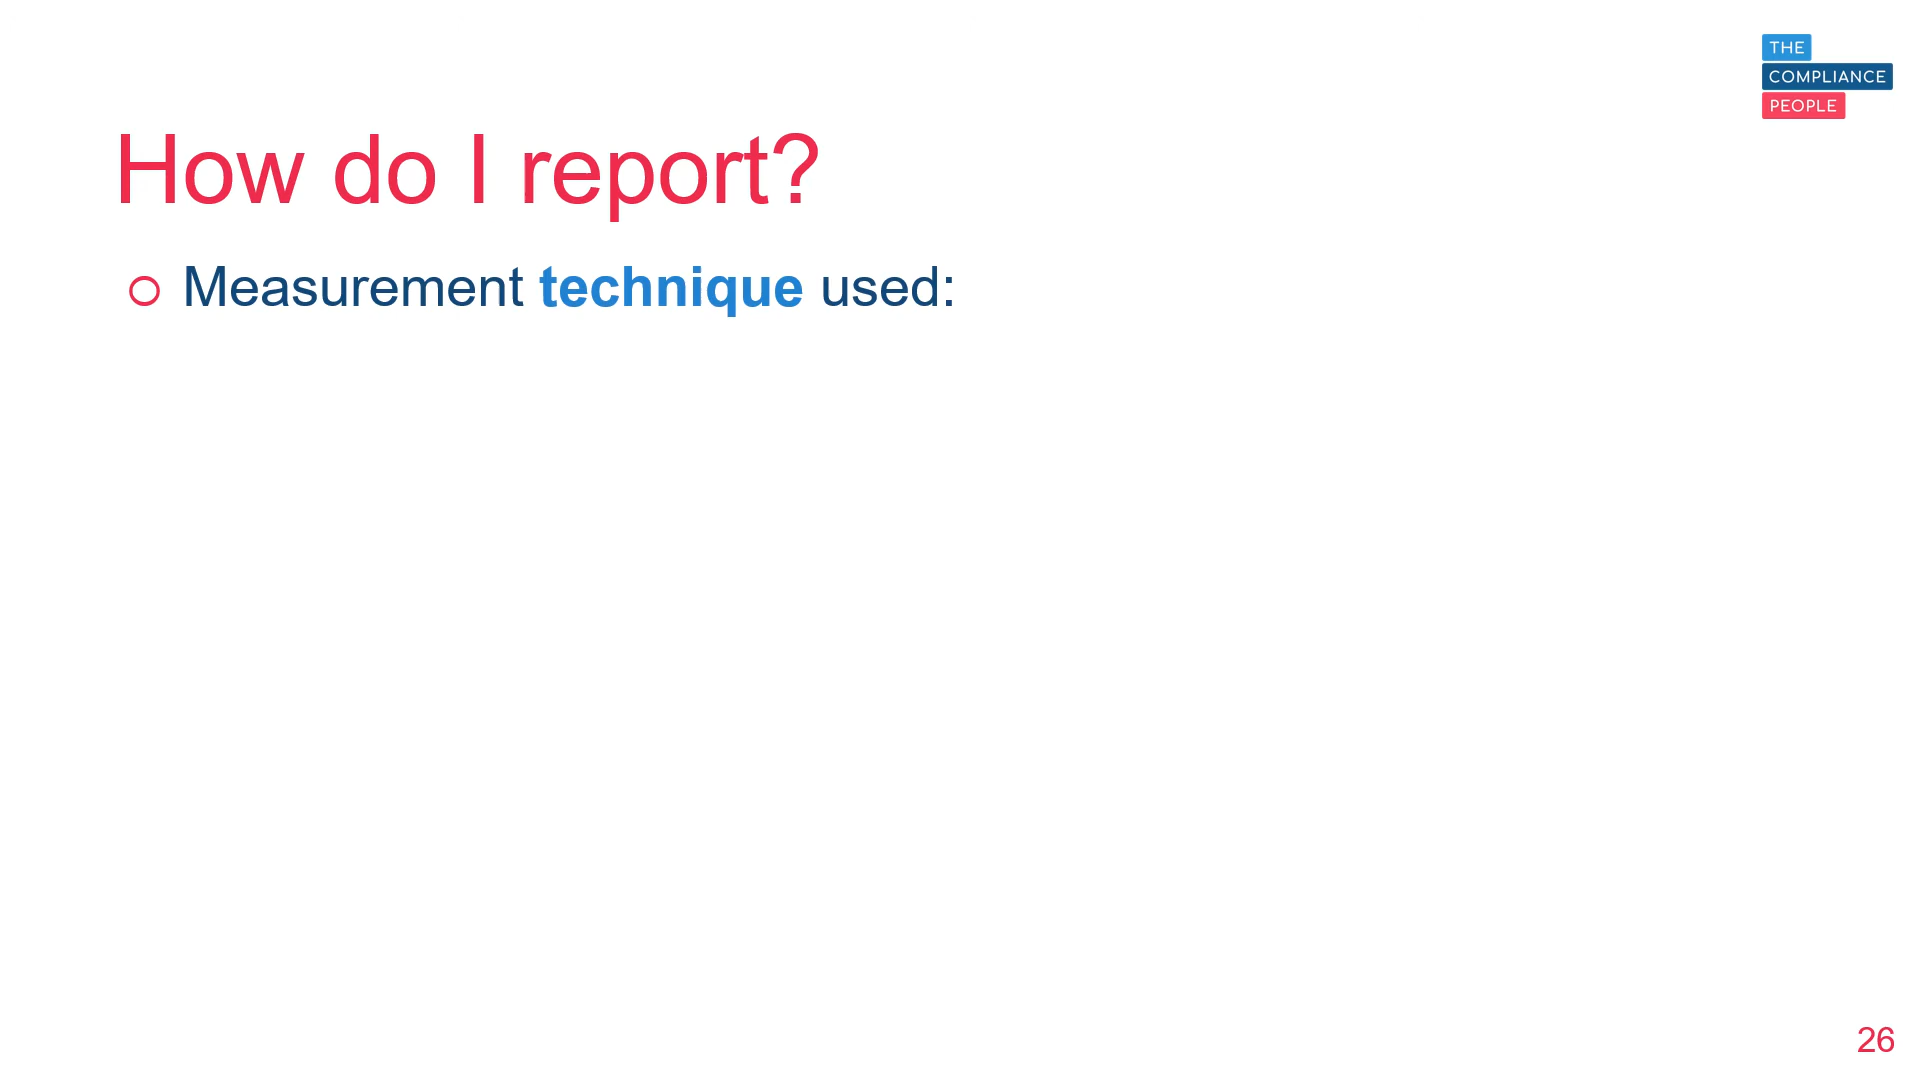 THE
COMPLIANCE
PEOPLE
How do I report?
Measurement technique used:
26